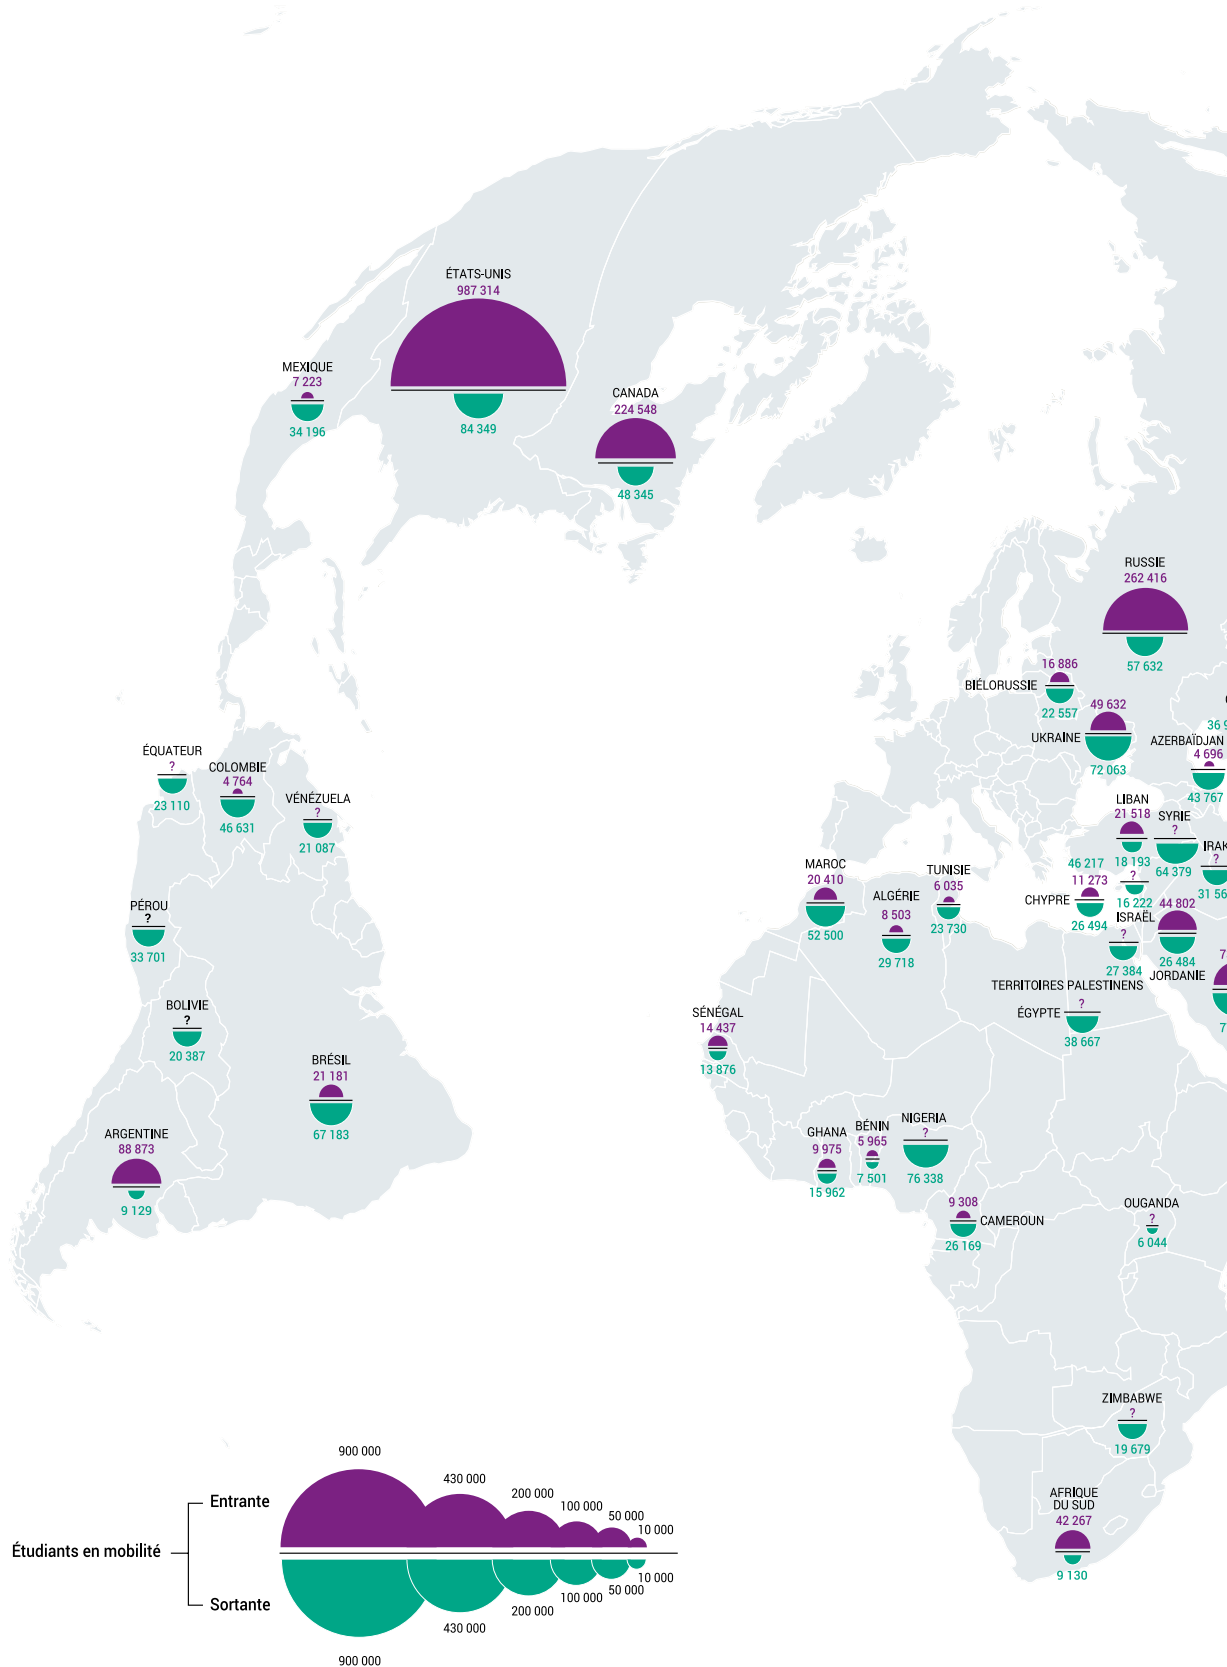 ÉTATS-UNIS
987 314
84 349
MEXIQUE
7 223
34 196
CANADA
224 548
48 345
RUSSIE
262 416
57 632
16 886
BIÉLORUSSIE
22 557
49 632
UKRAINE
72 063
36 9
AZERBAÏDJAN
4 696
43 767
ÉQUATEUR
?
23 110
COLOMBIE
4 764
46 631
VÉNÉZUELA
?
21 087
LIBAN
21 518
18 193
SYRIE
?
64 379
IRAK
?
31 56
46 217
11 273
CHYPRE
26 494
?
16 222
ISRAËL
44 802
26 484
JORDANIE
?
27 384
TERRITOIRES PALESTINENS
7
7
MAROC
20 410
52 500
ALGÉRIE
8 503
29 718
TUNISIE
6 035
23 730
ÉGYPTE
?
38 667
PÉROU
?
33 701
BOLIVIE
?
20 387
BRÉSIL
21 181
67 183
ARGENTINE
88 873
9 129
SÉNÉGAL
14 437
13 876
GHANA
9 975
15 962
BÉNIN
5 965
7 501
NIGERIA
?
76 338
9 308
CAMEROUN
26 169
OUGANDA
?
6 044
ZIMBABWE
?
19 679
AFRIQUE
DU SUD
42 267
9 130
Étudiants en mobilité
Entrante
900 000
430 000
200 000
100 000
50 000
10 000
Sortante
900 000
430 000
200 000
100 000
50 000
10 000